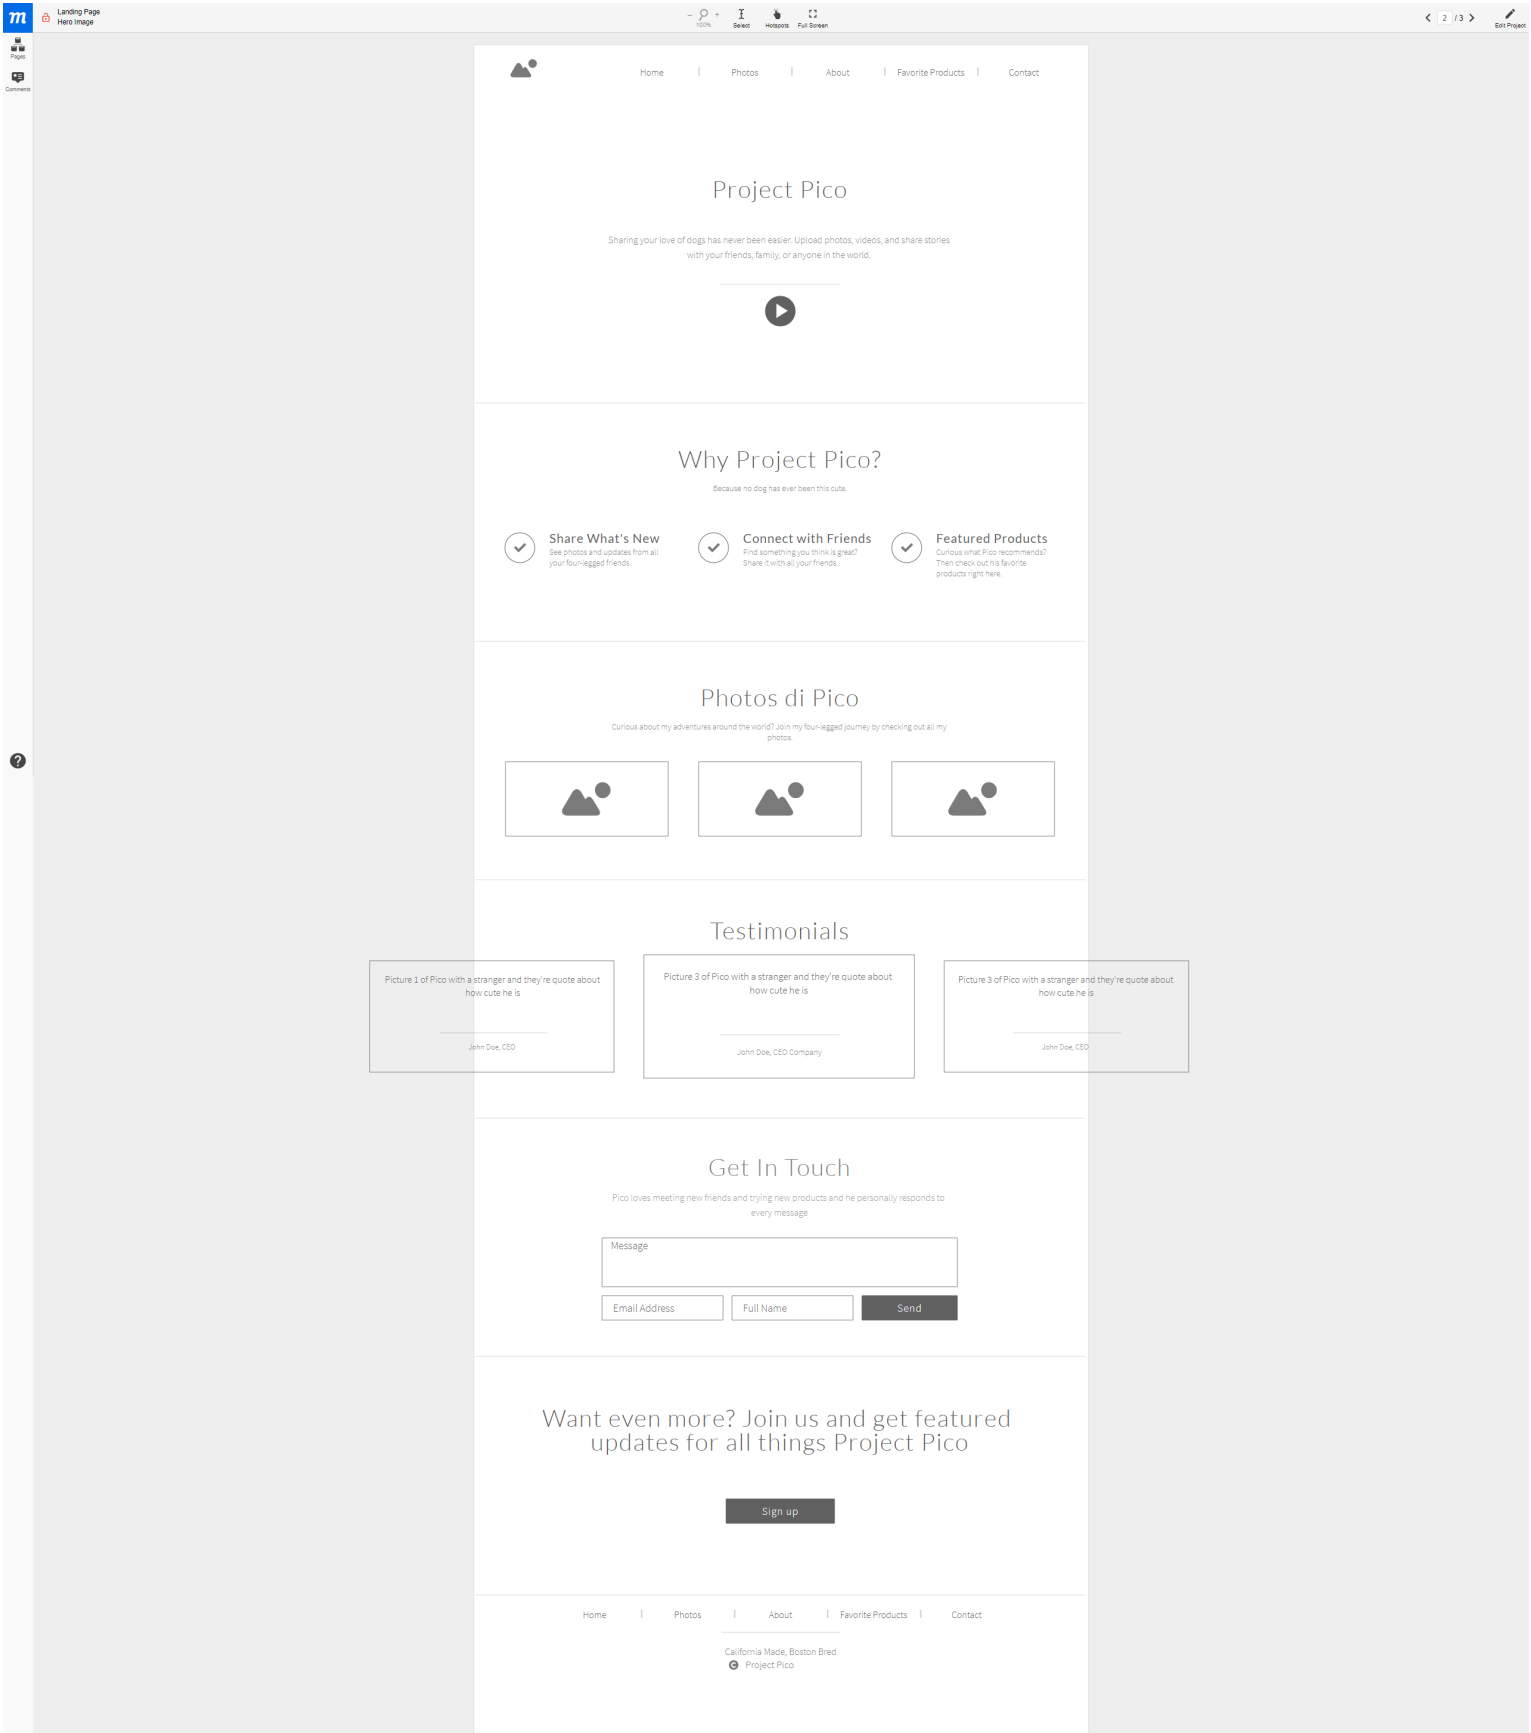 m
Landing Page
Hero Image
− +
100%
Select
Hotspots
Full Screen
2 / 3
Edit Project
Pages
Comments
?
Home | Photos | About | Favorite Products | Contact
Project Pico
Sharing your love of dogs has never been easier. Upload photos, videos, and share stories
with your friends, family, or anyone in the world.
Why Project Pico?
Because no dog has ever been this cute.
Share What's New
See photos and updates from all
your four-legged friends.
Connect with Friends
Find something you think is great?
Share it with all your friends.
Featured Products
Curious what Pico recommends?
Then check out his favorite
products right here.
Photos di Pico
Curious about my adventures around the world? Join my four-legged journey by checking out all my
photos.
Testimonials
Picture 1 of Pico with a stranger and they're quote about
how cute he is
John Doe, CEO
Picture 3 of Pico with a stranger and they're quote about
how cute he is
John Doe, CEO Company
Picture 3 of Pico with a stranger and they're quote about
how cute he is
John Doe, CEO
Get In Touch
Pico loves meeting new friends and trying new products and he personally responds to
every message
Message
Email Address
Full Name
Send
Want even more? Join us and get featured
updates for all things Project Pico
Sign up
Home | Photos | About | Favorite Products | Contact
California Made, Boston Bred
© Project Pico